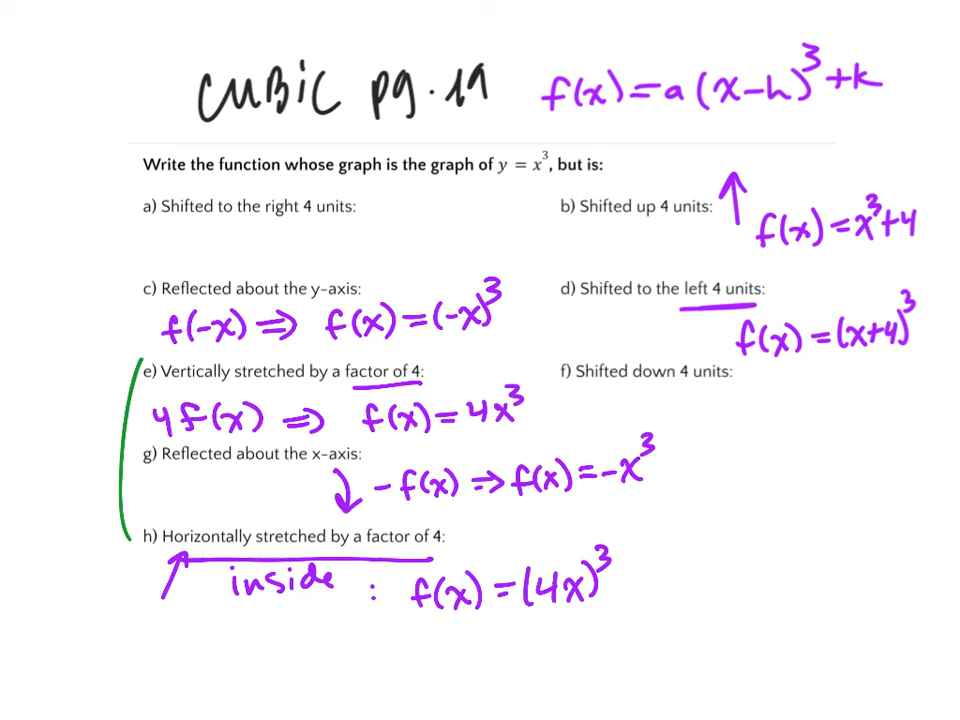 CUBIC pg. 19 f(x) = a(x-h)³+k
Write the function whose graph is the graph of y = x³, but is:
a) Shifted to the right 4 units:
b) Shifted up 4 units: ↑
f(x) = x³+4
c) Reflected about the y-axis:
f(-x) ⇒ f(x) = (-x)³
d) Shifted to the left 4 units:
f(x) = (x+4)³
e) Vertically stretched by a factor of 4:
4f(x) ⇒ f(x) = 4x³
f) Shifted down 4 units:
g) Reflected about the x-axis:
↓ -f(x) ⇒ f(x) = -x³
h) Horizontally stretched by a factor of 4:
↑ inside : f(x) = (4x)³